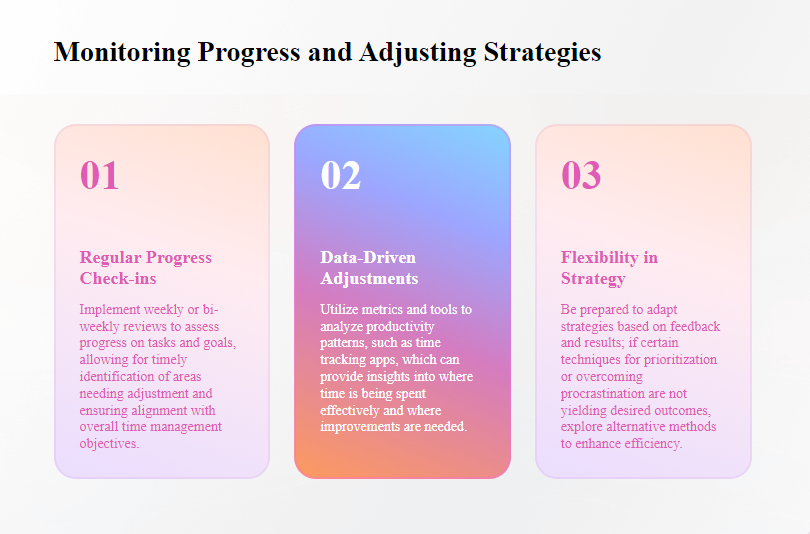 Monitoring Progress and Adjusting Strategies
01
Regular Progress
Check-ins
Implement weekly or bi-
weekly reviews to assess
progress on tasks and goals,
allowing for timely
identification of areas
needing adjustment and
ensuring alignment with
overall time management
objectives.
02
Data-Driven
Adjustments
Utilize metrics and tools to
analyze productivity
patterns, such as time
tracking apps, which can
provide insights into where
time is being spent
effectively and where
improvements are needed.
03
Flexibility in
Strategy
Be prepared to adapt
strategies based on feedback
and results; if certain
techniques for prioritization
or overcoming
procrastination are not
yielding desired outcomes,
explore alternative methods
to enhance efficiency.